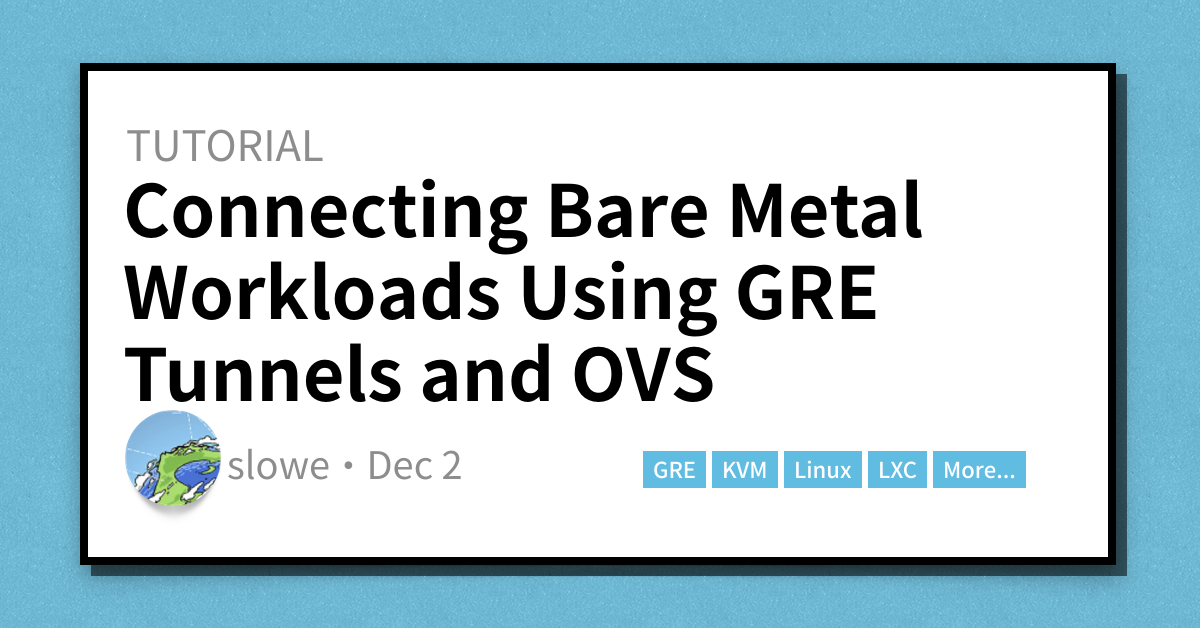 TUTORIAL
Connecting Bare Metal
Workloads Using GRE
Tunnels and OVS
slowe • Dec 2
GRE KVM Linux LXC More...